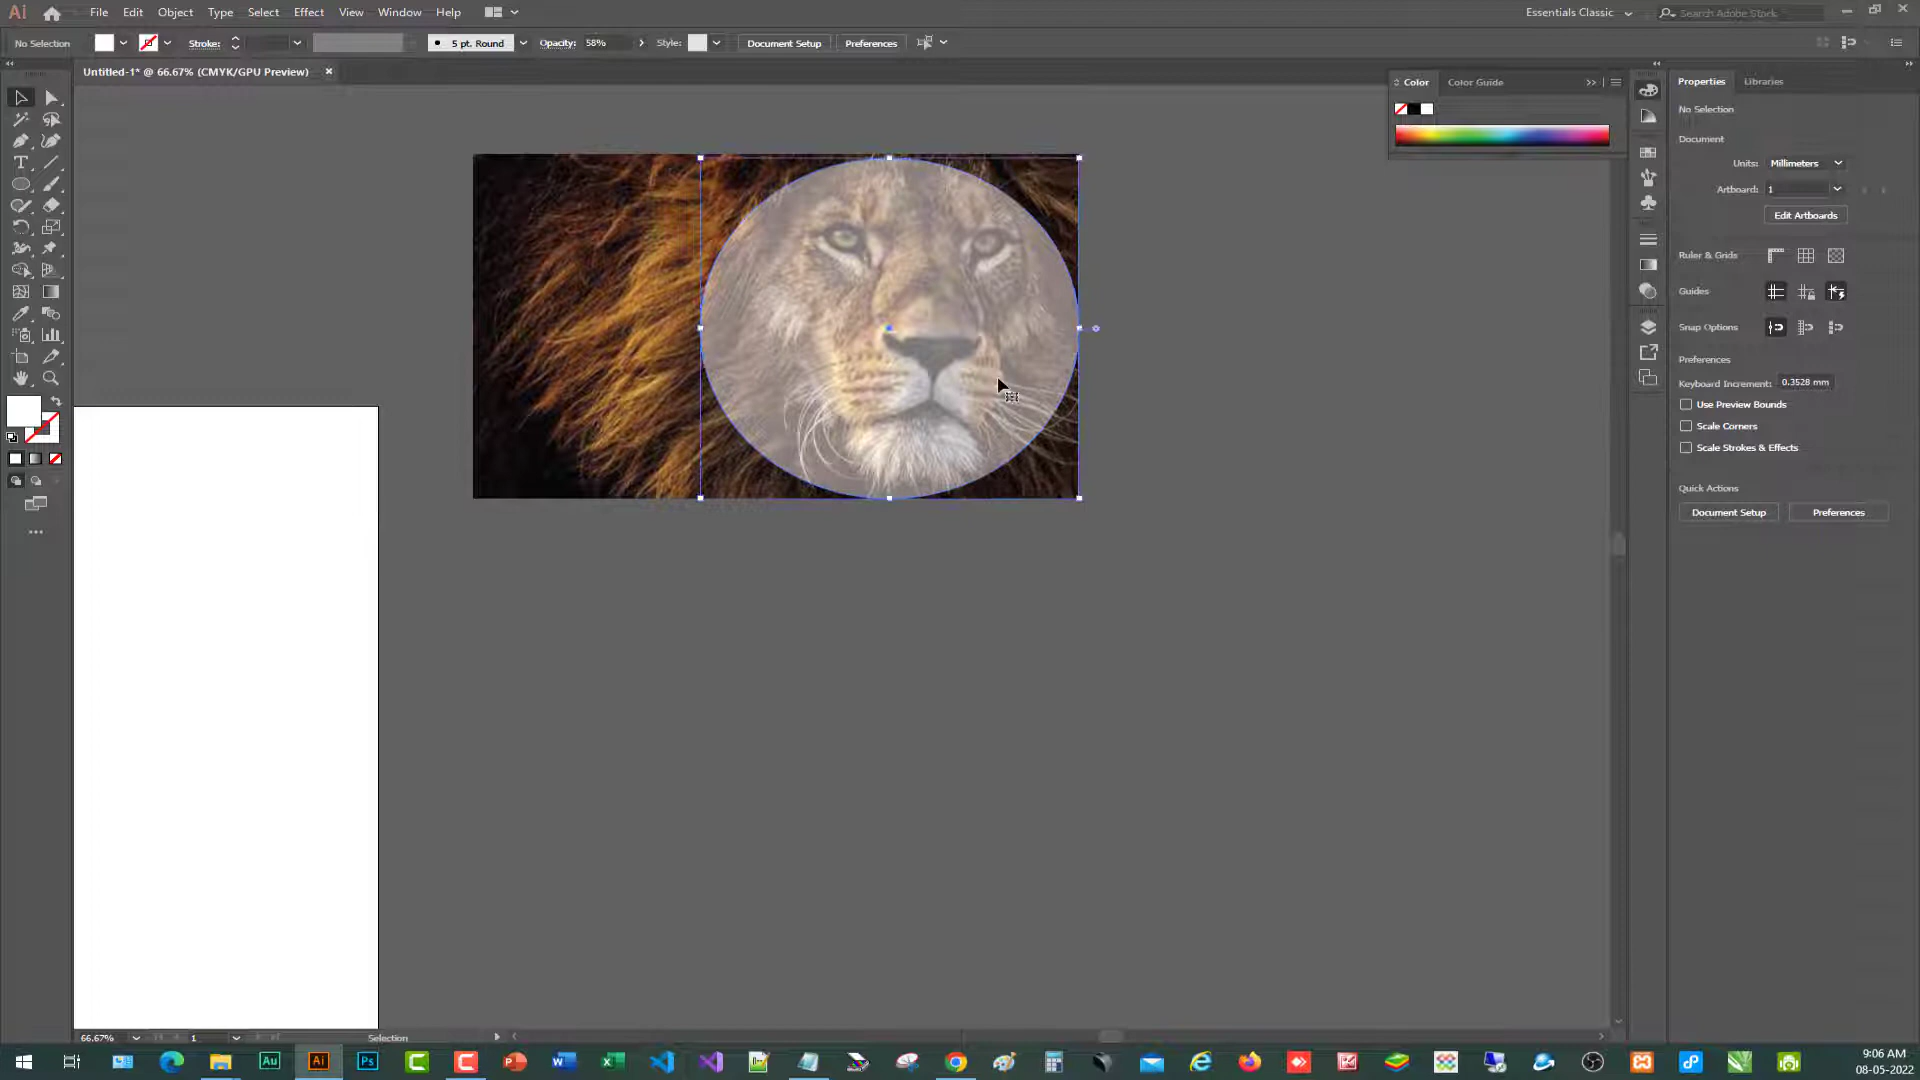 Ai File Edit Object Type Select Effect View Window Help Essentials Classic Search Adobe Stock
No Selection Stroke: 5 pt. Round Opacity: 58% Style: Document Setup Preferences
Untitled-1* @ 66.67% (CMYK/GPU Preview)
Color Color Guide
Properties Libraries
No Selection
Document
Units: Millimeters
Artboard: 1
Edit Artboards
Ruler & Grids
Guides
Snap Options
Preferences
Keyboard Increment: 0.3528 mm
Use Preview Bounds
Scale Corners
Scale Strokes & Effects
Quick Actions
Document Setup Preferences
66.67% 1 Selection
Au Ai Ps
9:06 AM
08-05-2022